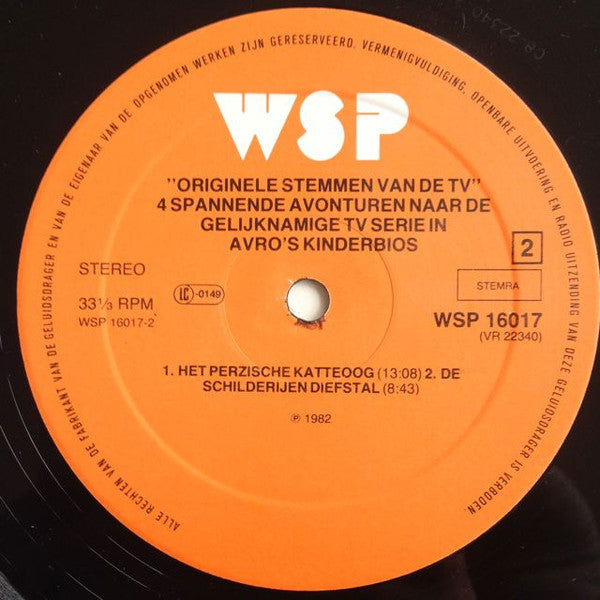 ALLE RECHTEN VAN DE FABRIKANT VAN DE GELUIDSDRAGER EN VAN DE EIGENAAR VAN DE OPGENOMEN WERKEN ZIJN GERESERVEERD. VERMENIGVULDIGING, OPENBARE UITVOERING EN RADIO UITZENDING VAN DEZE GELUIDSDRAGER IS VERBODEN.
WSP
"ORIGINELE STEMMEN VAN DE TV"
4 SPANNENDE AVONTUREN NAAR DE
GELIJKNAMIGE TV SERIE IN
AVRO'S KINDERBIOS
2
STEREO
LC-0149
STEMRA
33⅓ RPM
WSP 16017-2
WSP 16017
(VR 22340)
1. HET PERZISCHE KATTEOOG (13:08) 2. DE
SCHILDERIJEN DIEFSTAL (8:43)
℗ 1982